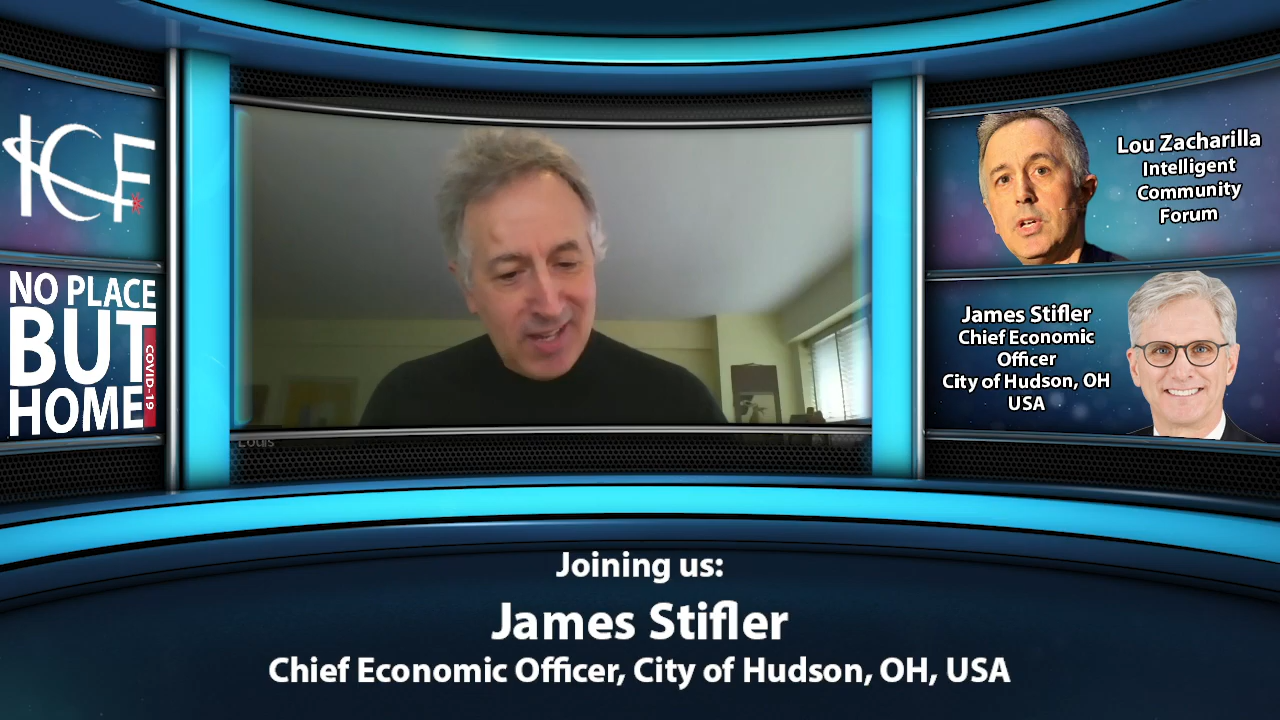 ICF
NO PLACE
BUT
HOME
COVID-19
Louis
Lou Zacharilla
Intelligent
Community
Forum
James Stifler
Chief Economic
Officer
City of Hudson, OH
USA
Joining us:
James Stifler
Chief Economic Officer, City of Hudson, OH, USA